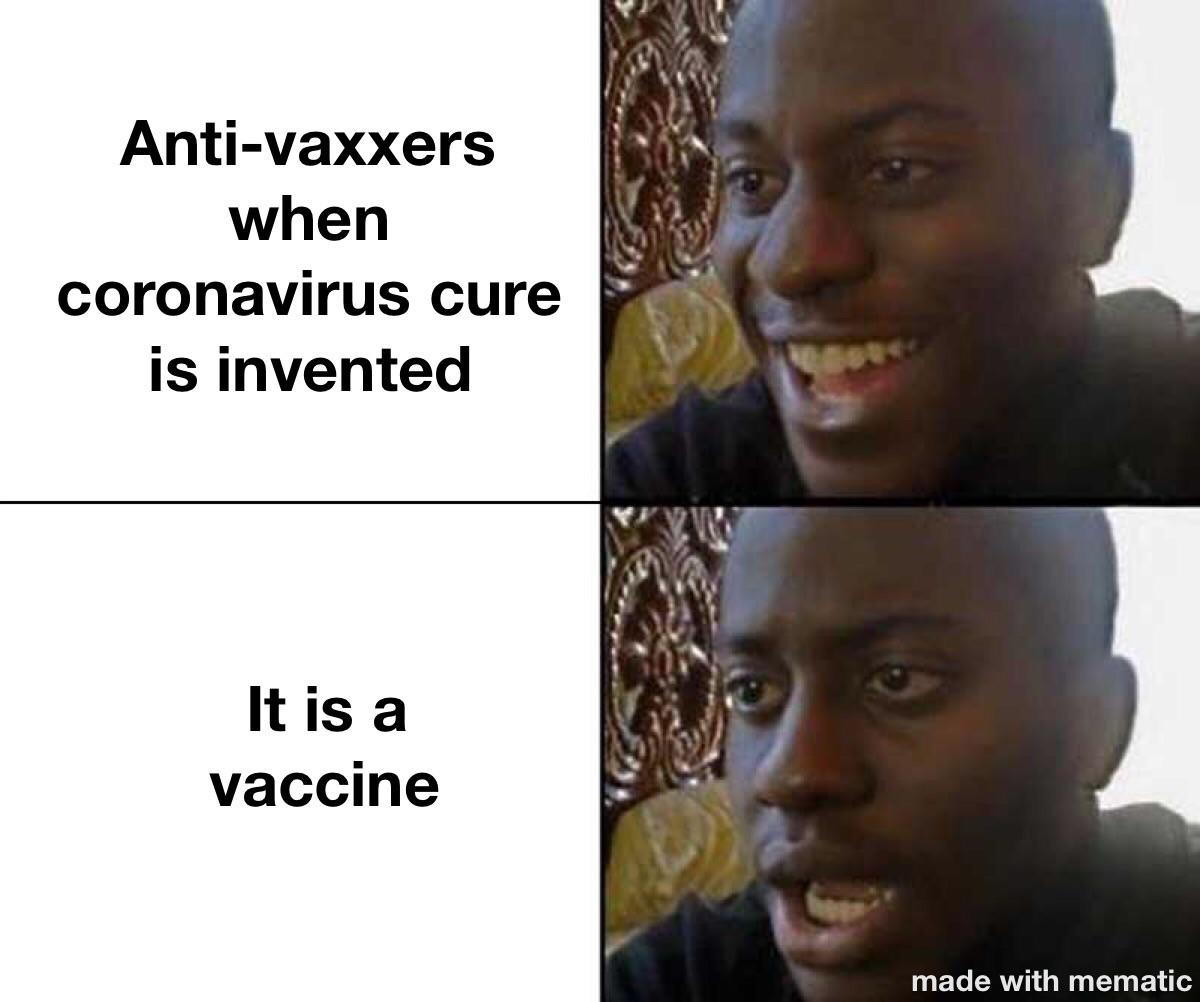 Anti-vaxxers
when
coronavirus cure
is invented
It is a
vaccine
made with mematic